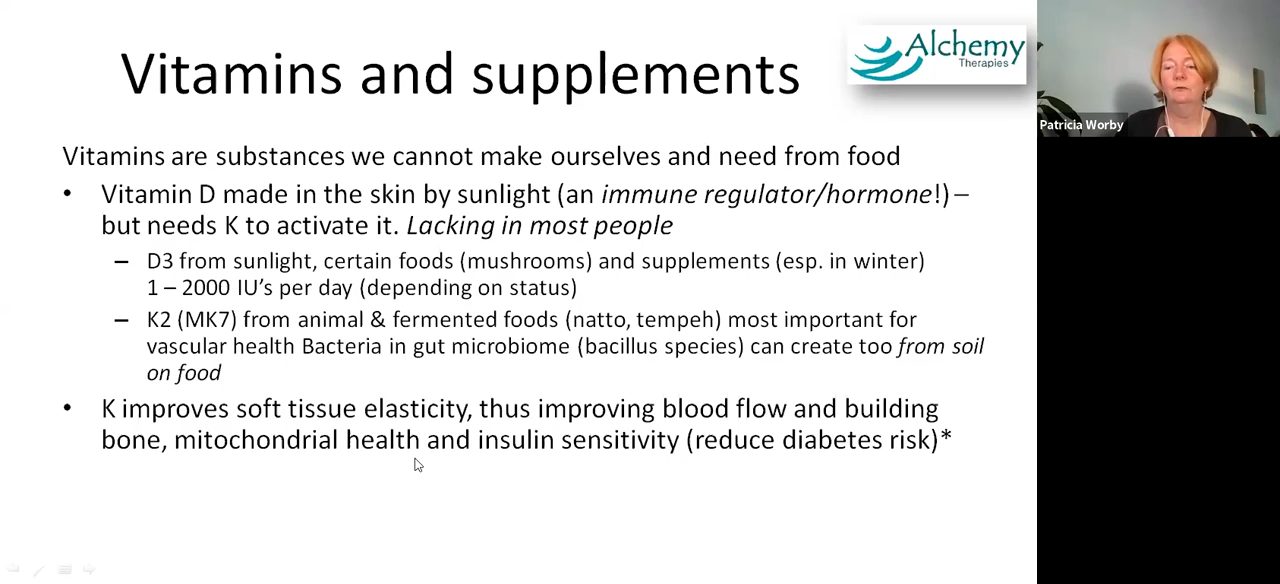 Vitamins and supplements
Alchemy
Therapies
Patricia Worby
Vitamins are substances we cannot make ourselves and need from food
• Vitamin D made in the skin by sunlight (an immune regulator/hormone!) –
but needs K to activate it. Lacking in most people
– D3 from sunlight, certain foods (mushrooms) and supplements (esp. in winter)
1 – 2000 IU's per day (depending on status)
– K2 (MK7) from animal & fermented foods (natto, tempeh) most important for
vascular health Bacteria in gut microbiome (bacillus species) can create too from soil
on food
• K improves soft tissue elasticity, thus improving blood flow and building
bone, mitochondrial health and insulin sensitivity (reduce diabetes risk)*